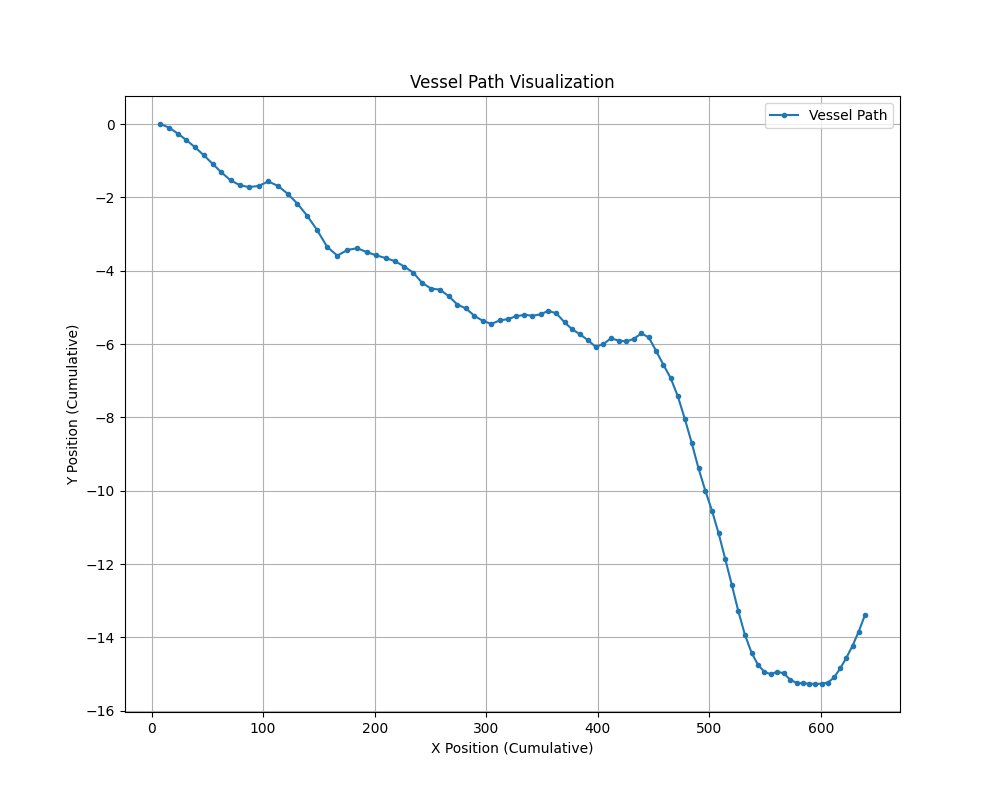 Vessel Path Visualization
Vessel Path
0
−2
−4
−6
−8
−10
−12
−14
−16
Y Position (Cumulative)
0 100 200 300 400 500 600
X Position (Cumulative)